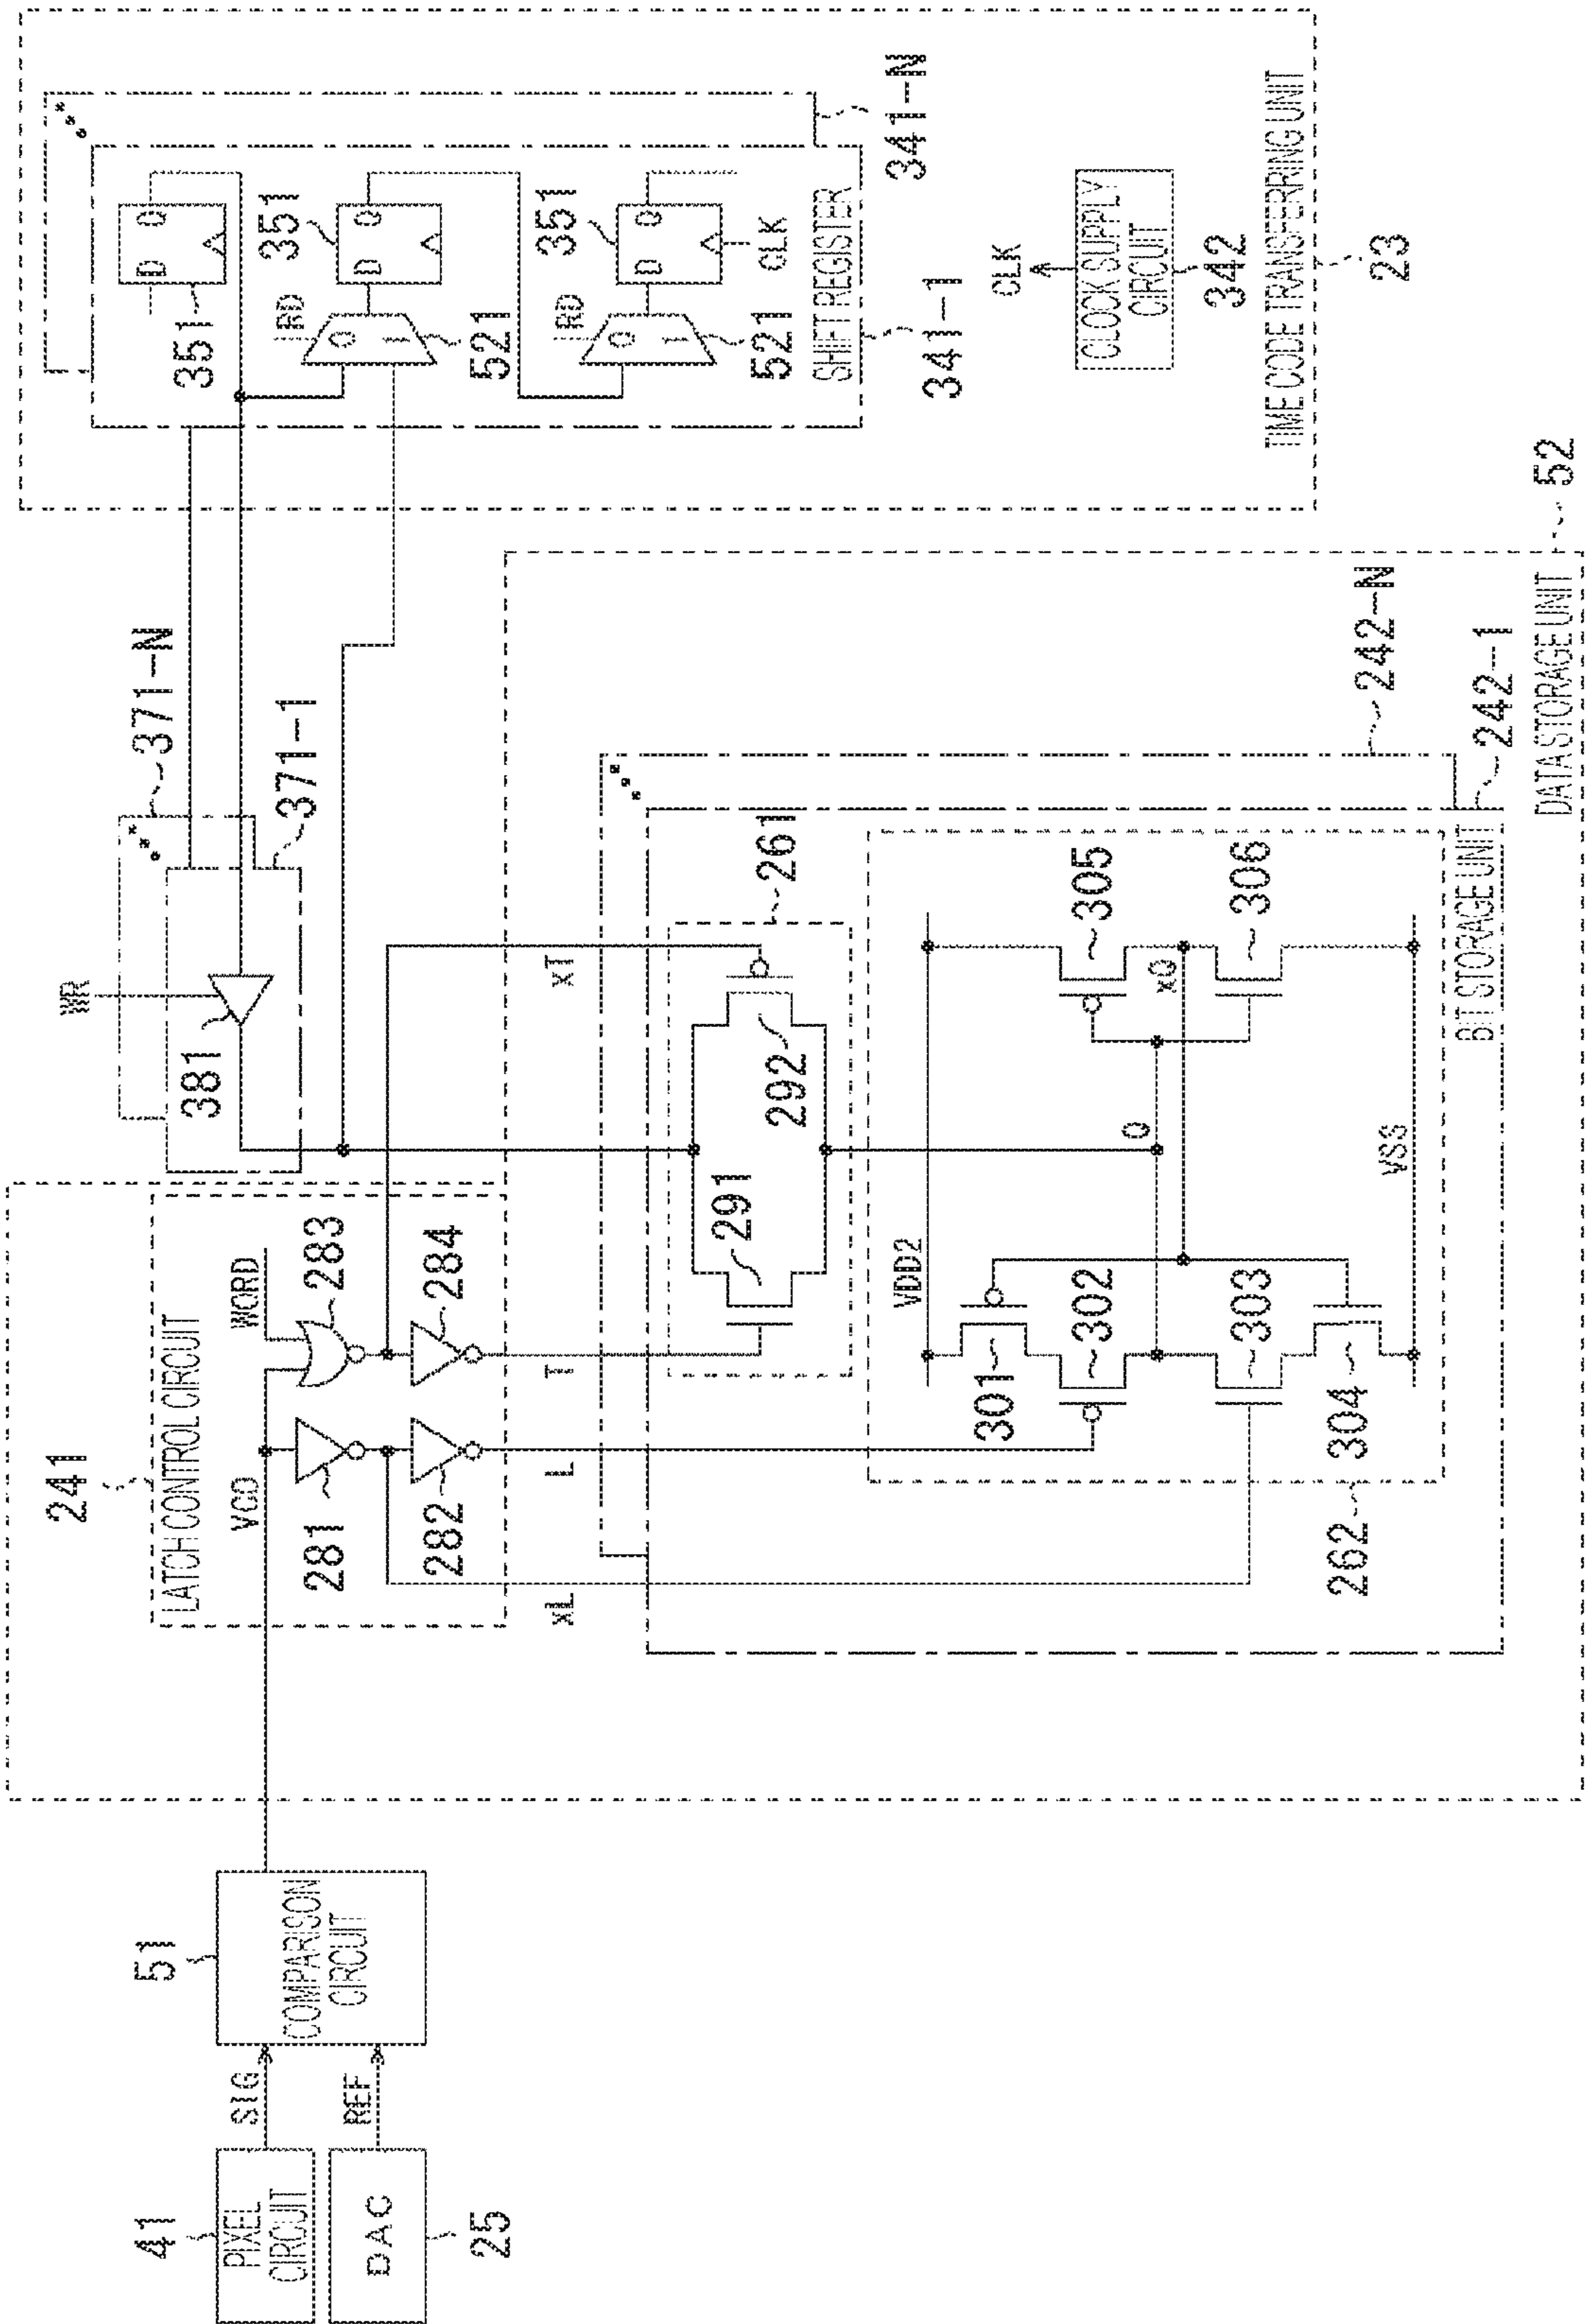 41
PIXEL
CIRCUIT
DAC
25
SIG
REF
51
COMPARISON
CIRCUIT
241
LATCH CONTROL CIRCUIT
VCO
WORD
281
282
283
284
xL
L
T
xT
WR
381
371-N
371-1
291
292
261
VDD2
301
302
303
304
262
Q
xQ
305
306
VSS
BIT STORAGE UNIT
242-N
242-1
DATA STORAGE UNIT
52
D
Q
351
RD
0
1
521
D
Q
351
RD
0
1
521
D
Q
351
CLK
SHIFT REGISTER
341-1
341-N
CLK
CLOCK SUPPLY
CIRCUIT
342
TIME CODE TRANSFERRING UNIT
23